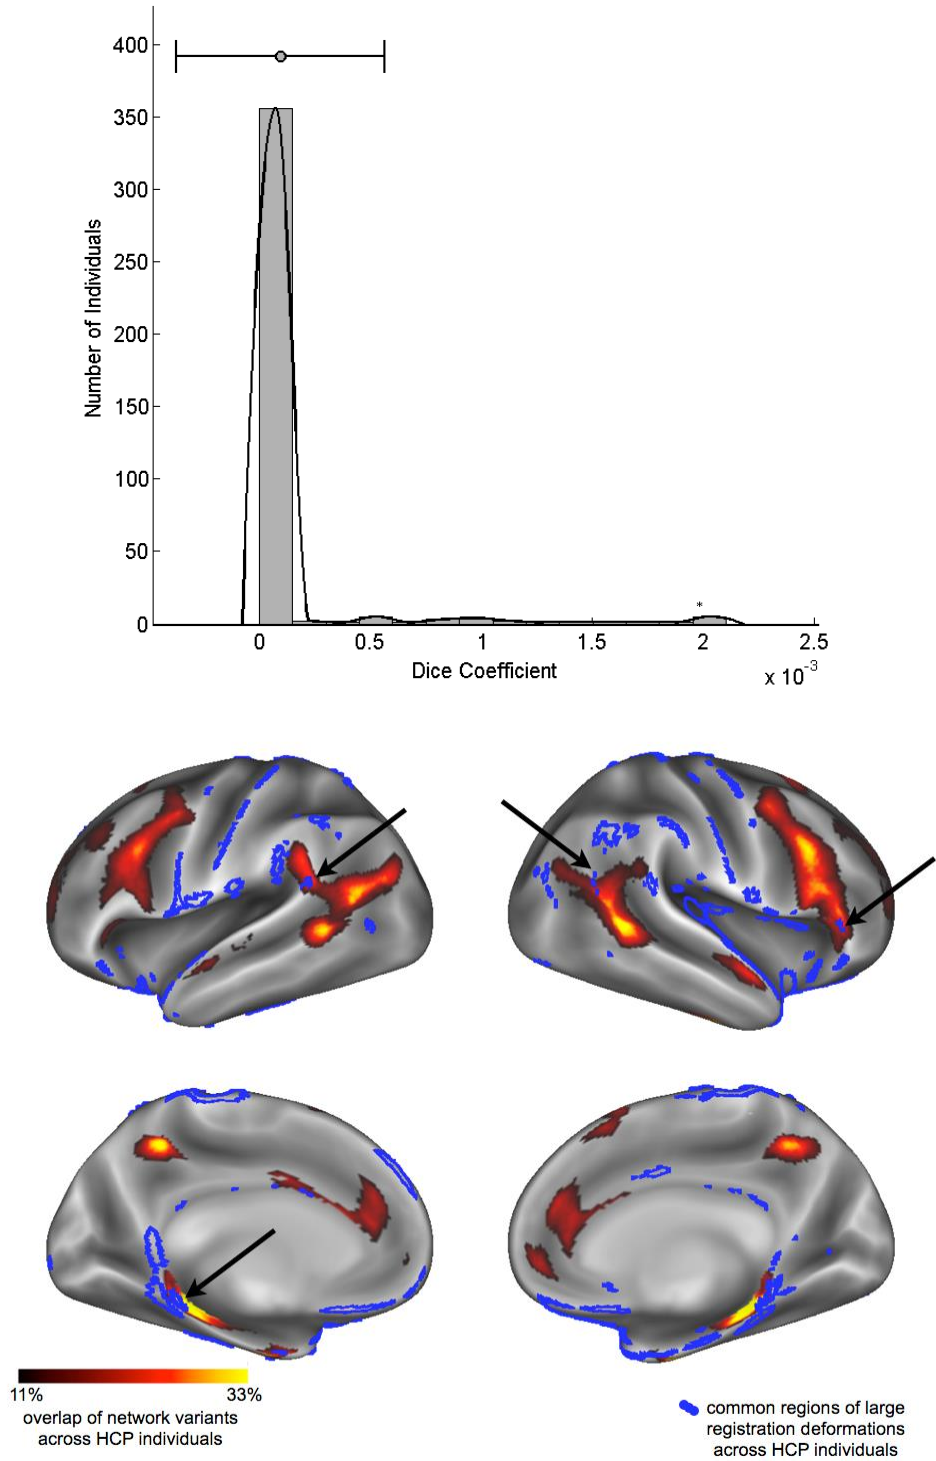 400
350
300
250
200
150
100
50
0
Number of Individuals
*
0 0.5 1 1.5 2 2.5
Dice Coefficient
x 10-3
11% 33%
overlap of network variants
across HCP individuals
common regions of large
registration deformations
across HCP individuals